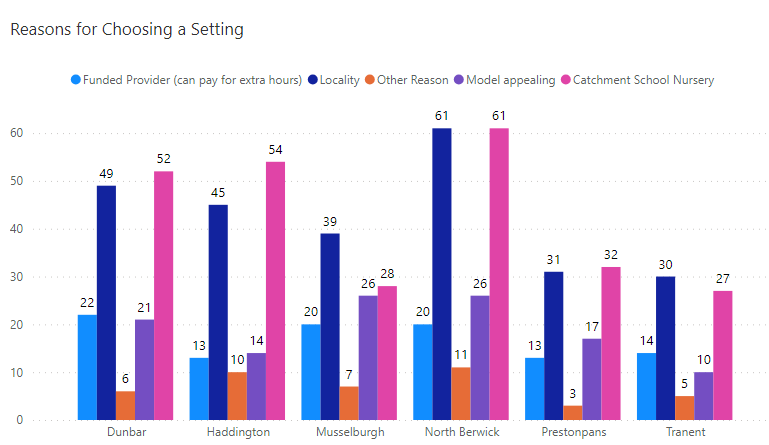 Reasons for Choosing a Setting
Funded Provider (can pay for extra hours) Locality Other Reason Model appealing Catchment School Nursery
60
50
40
30
20
10
0
22 49 6 21 52
13 45 10 14 54
20 39 7 26 28
20 61 11 26 61
13 31 3 17 32
14 30 5 10 27
Dunbar Haddington Musselburgh North Berwick Prestonpans Tranent